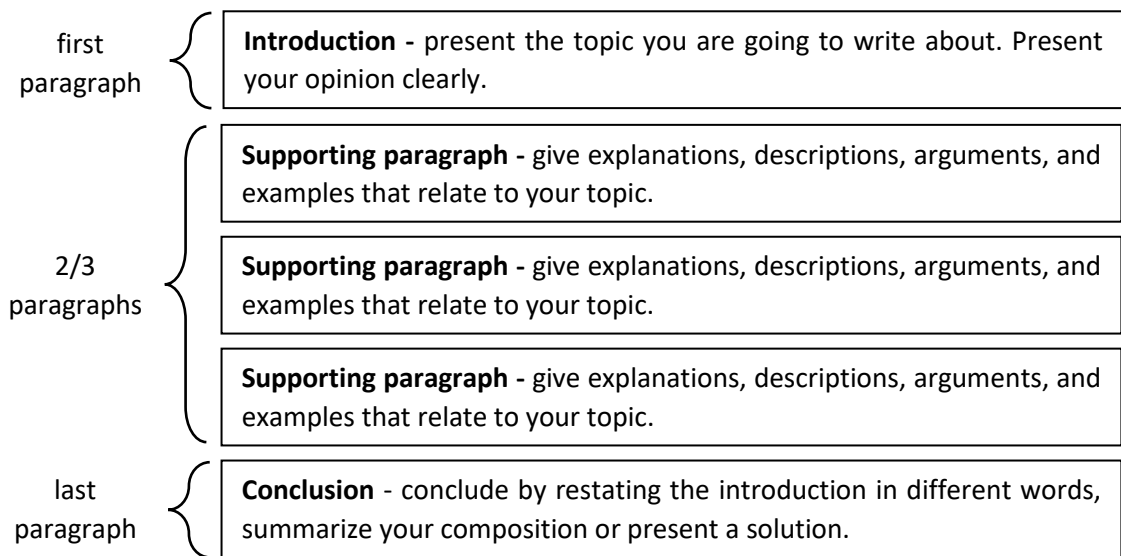 first
paragraph
Introduction - present the topic you are going to write about. Present
your opinion clearly.
Supporting paragraph - give explanations, descriptions, arguments, and
examples that relate to your topic.
2/3
paragraphs
Supporting paragraph - give explanations, descriptions, arguments, and
examples that relate to your topic.
Supporting paragraph - give explanations, descriptions, arguments, and
examples that relate to your topic.
last
paragraph
Conclusion - conclude by restating the introduction in different words,
summarize your composition or present a solution.